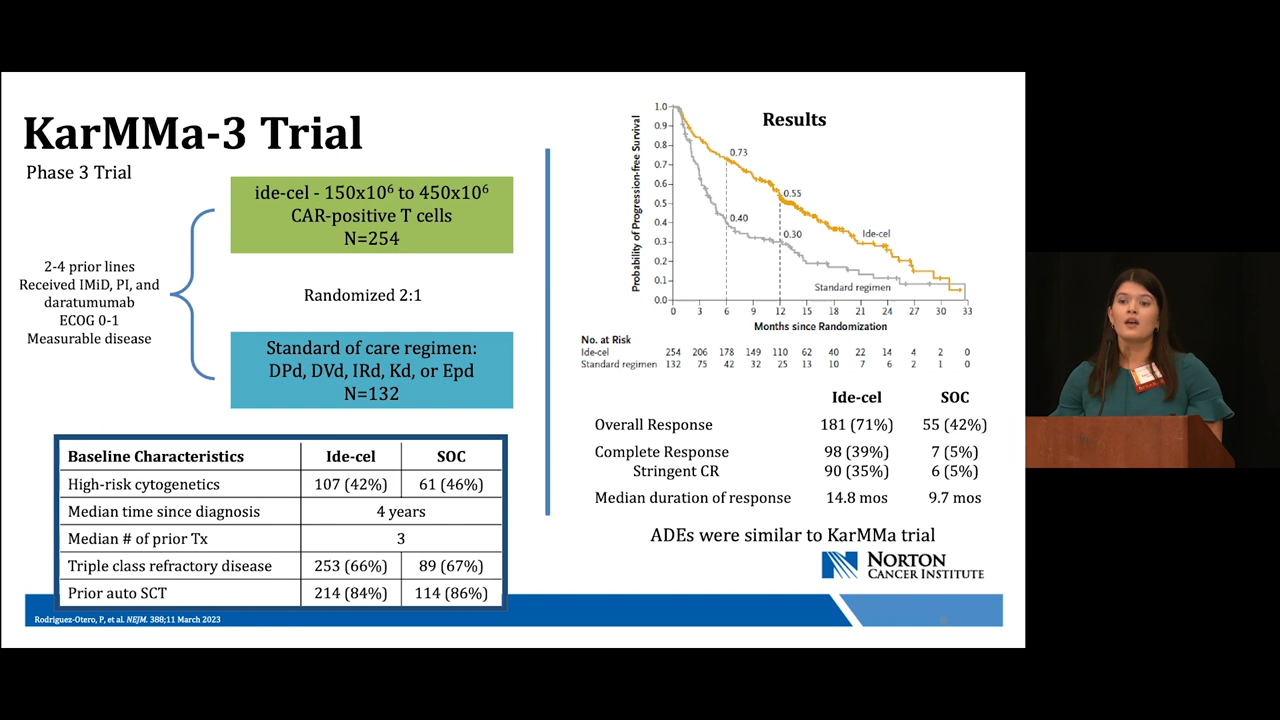 KarMMa-3 Trial
Phase 3 Trial
ide-cel - 150x10⁶ to 450x10⁶
CAR-positive T cells
N=254
2-4 prior lines
Received IMiD, PI, and
daratumumab
ECOG 0-1
Measurable disease
Randomized 2:1
Standard of care regimen:
DPd, DVd, IRd, Kd, or Epd
N=132
Baseline Characteristics Ide-cel SOC
High-risk cytogenetics 107 (42%) 61 (46%)
Median time since diagnosis 4 years
Median # of prior Tx 3
Triple class refractory disease 253 (66%) 89 (67%)
Prior auto SCT 214 (84%) 114 (86%)
Rodriguez-Otero, P, et al. NEJM. 388;11 March 2023
Results
Probability of Progression-free Survival
1.0
0.9
0.8
0.7
0.6
0.5
0.4
0.3
0.2
0.1
0.0
0.73
0.55
0.40
0.30
Ide-cel
Standard regimen
0 3 6 9 12 15 18 21 24 27 30 33
Months since Randomization
No. at Risk
Ide-cel 254 206 178 149 110 62 40 22 14 4 2 0
Standard regimen 132 75 42 32 25 13 10 7 6 2 1 0
Ide-cel SOC
Overall Response 181 (71%) 55 (42%)
Complete Response 98 (39%) 7 (5%)
Stringent CR 90 (35%) 6 (5%)
Median duration of response 14.8 mos 9.7 mos
ADEs were similar to KarMMa trial
NORTON
CANCER INSTITUTE